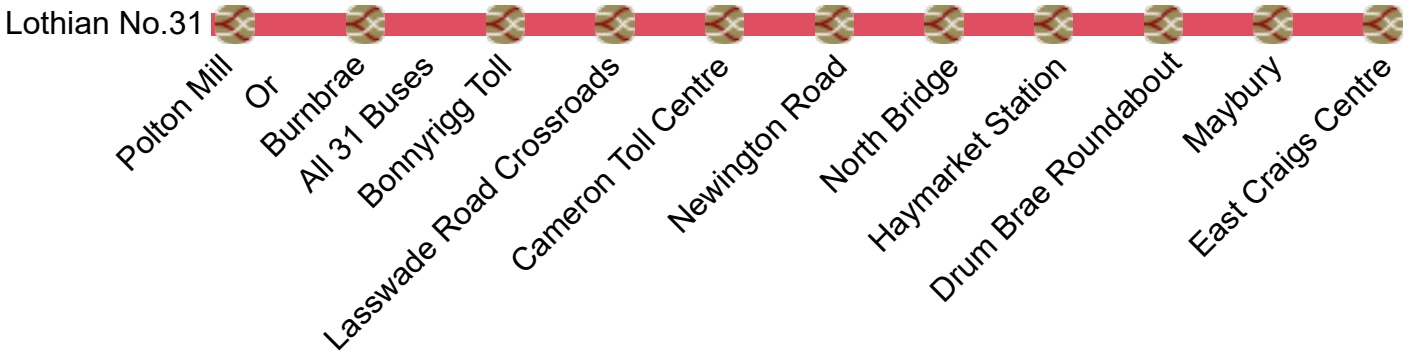 Lothian No.31
Polton Mill
Or
Burnbrae
All 31 Buses
Bonnyrigg Toll
Lasswade Road Crossroads
Cameron Toll Centre
Newington Road
North Bridge
Haymarket Station
Drum Brae Roundabout
Maybury
East Craigs Centre